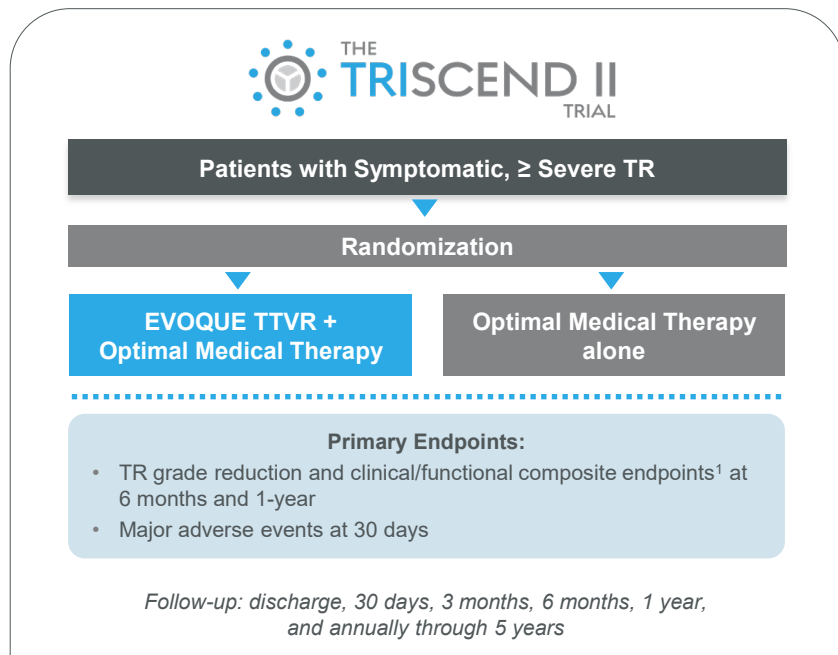 THE
TRISCEND II
TRIAL
Patients with Symptomatic, ≥ Severe TR
Randomization
EVOQUE TTVR +
Optimal Medical Therapy
Optimal Medical Therapy
alone
Primary Endpoints:
• TR grade reduction and clinical/functional composite endpoints¹ at
6 months and 1-year
• Major adverse events at 30 days
Follow-up: discharge, 30 days, 3 months, 6 months, 1 year,
and annually through 5 years